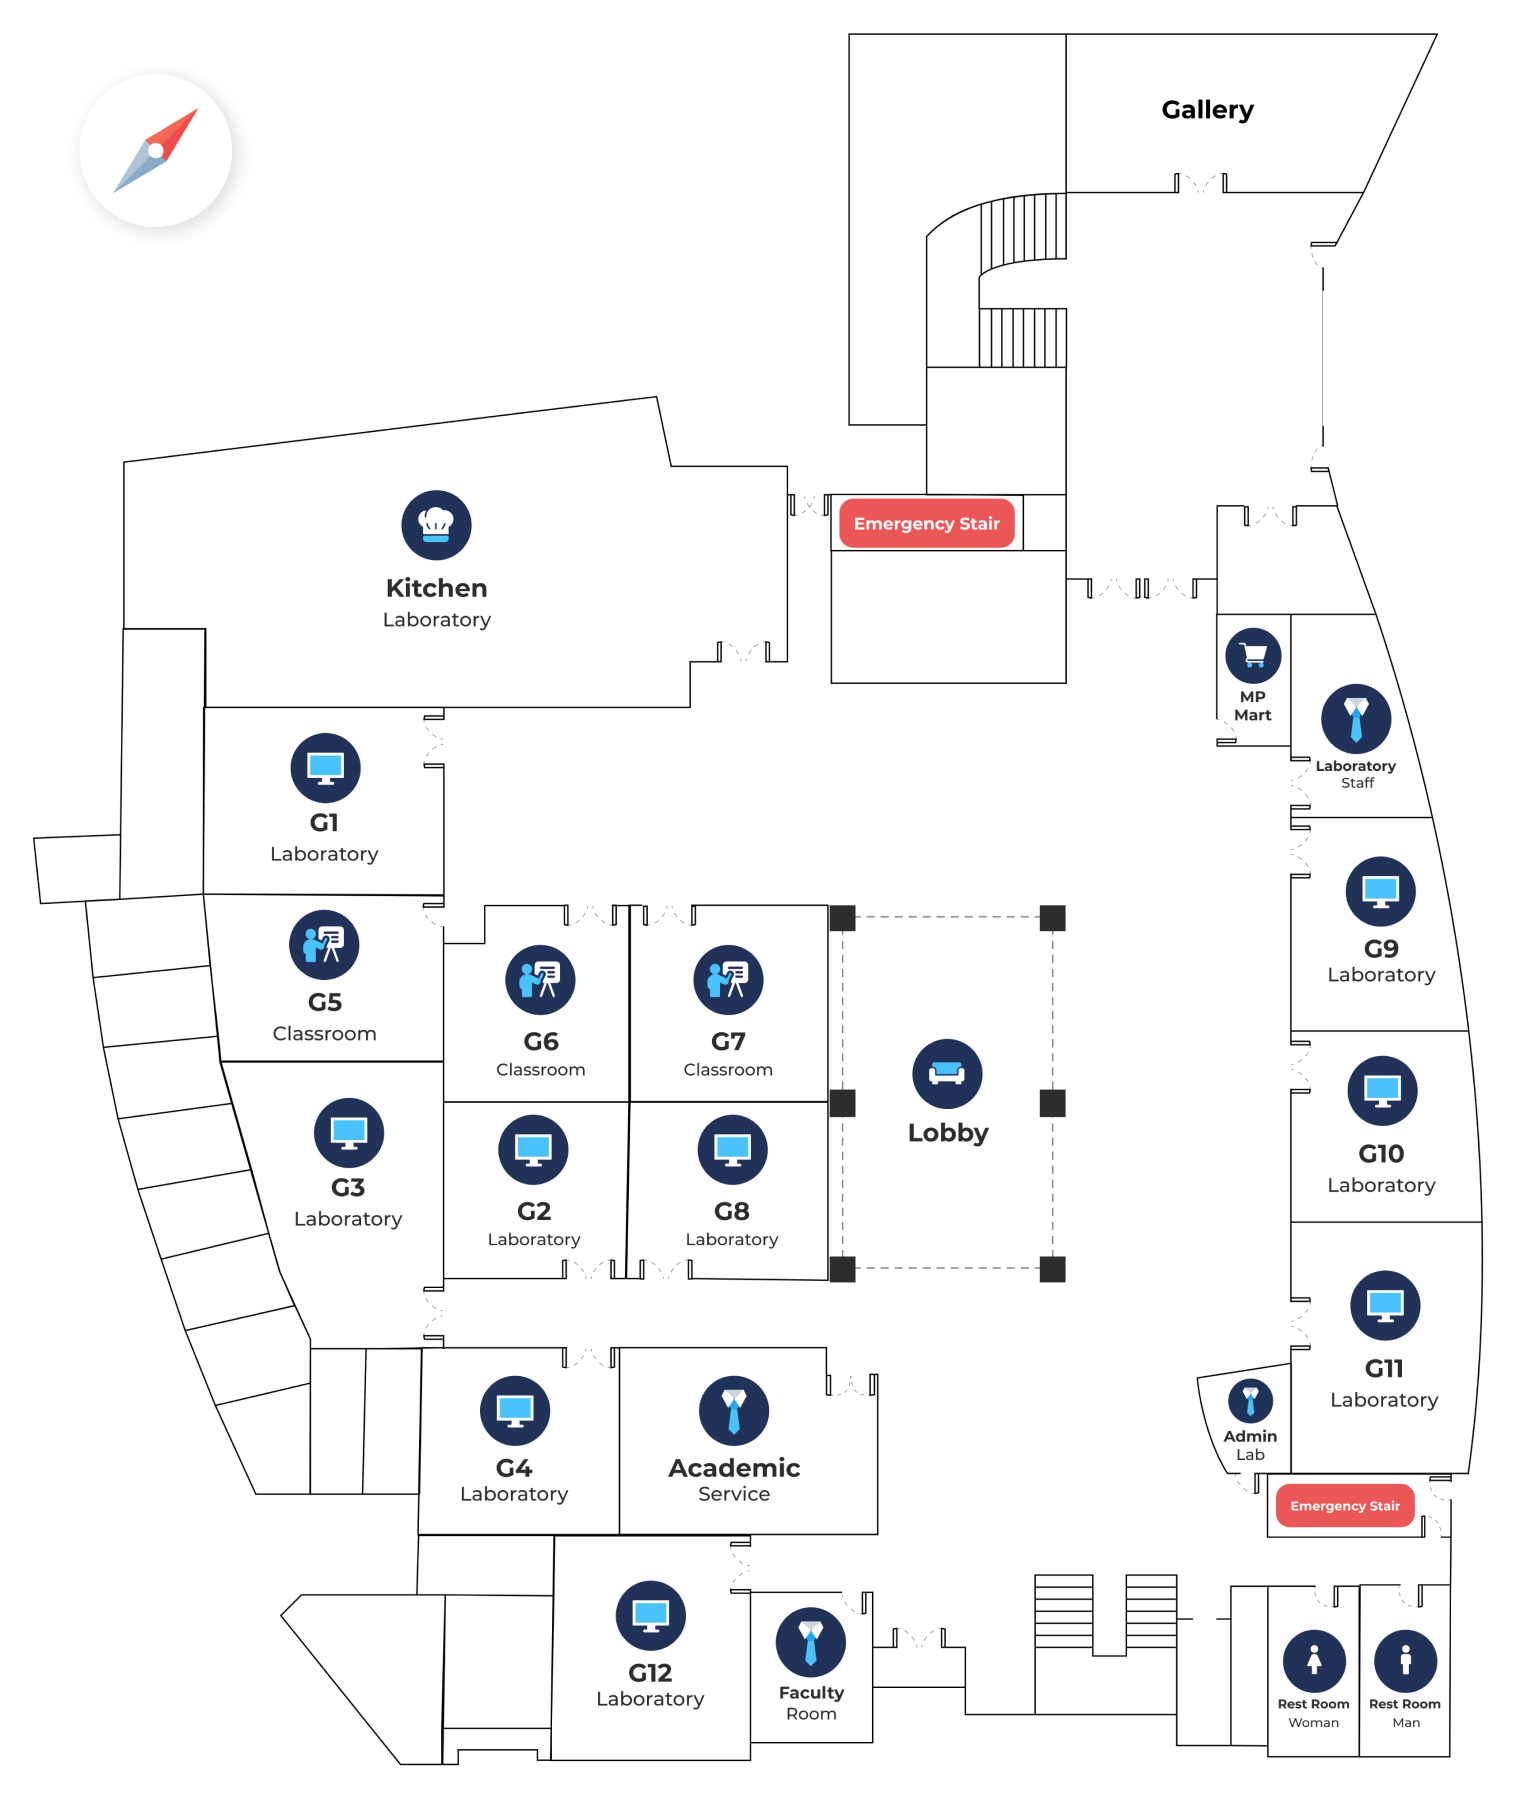 Gallery
Emergency Stair
Kitchen
Laboratory
MP
Mart
Laboratory
Staff
G1
Laboratory
G9
Laboratory
G5
Classroom
G6
Classroom
G7
Classroom
Lobby
G10
Laboratory
G3
Laboratory
G2
Laboratory
G8
Laboratory
G11
Laboratory
Admin
Lab
G4
Laboratory
Academic
Service
Emergency Stair
G12
Laboratory
Faculty
Room
Rest Room
Woman
Rest Room
Man